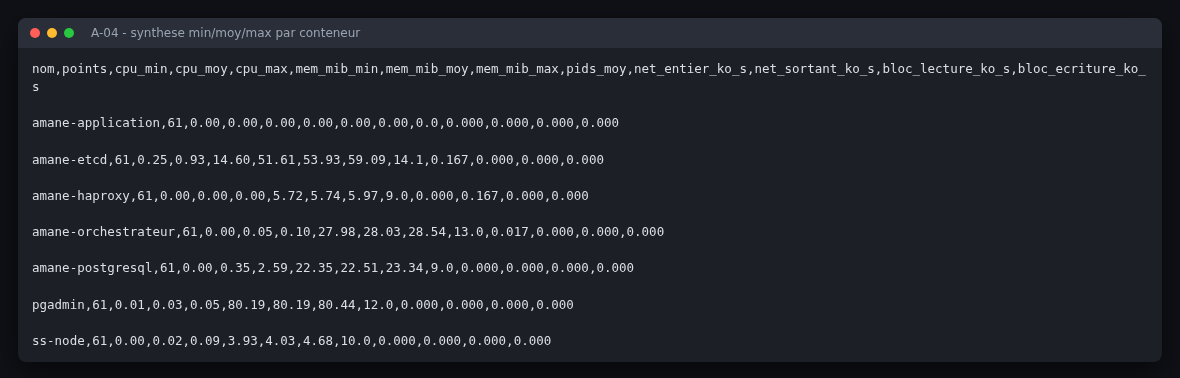 A-04 - synthese min/moy/max par conteneur
nom,points,cpu_min,cpu_moy,cpu_max,mem_mib_min,mem_mib_moy,mem_mib_max,pids_moy,net_entier_ko_s,net_sortant_ko_s,bloc_lecture_ko_s,bloc_ecriture_ko_
s
amane-application,61,0.00,0.00,0.00,0.00,0.00,0.00,0.0,0.000,0.000,0.000,0.000
amane-etcd,61,0.25,0.93,14.60,51.61,53.93,59.09,14.1,0.167,0.000,0.000,0.000
amane-haproxy,61,0.00,0.00,0.00,5.72,5.74,5.97,9.0,0.000,0.167,0.000,0.000
amane-orchestrateur,61,0.00,0.05,0.10,27.98,28.03,28.54,13.0,0.017,0.000,0.000,0.000
amane-postgresql,61,0.00,0.35,2.59,22.35,22.51,23.34,9.0,0.000,0.000,0.000,0.000
pgadmin,61,0.01,0.03,0.05,80.19,80.19,80.44,12.0,0.000,0.000,0.000,0.000
ss-node,61,0.00,0.02,0.09,3.93,4.03,4.68,10.0,0.000,0.000,0.000,0.000